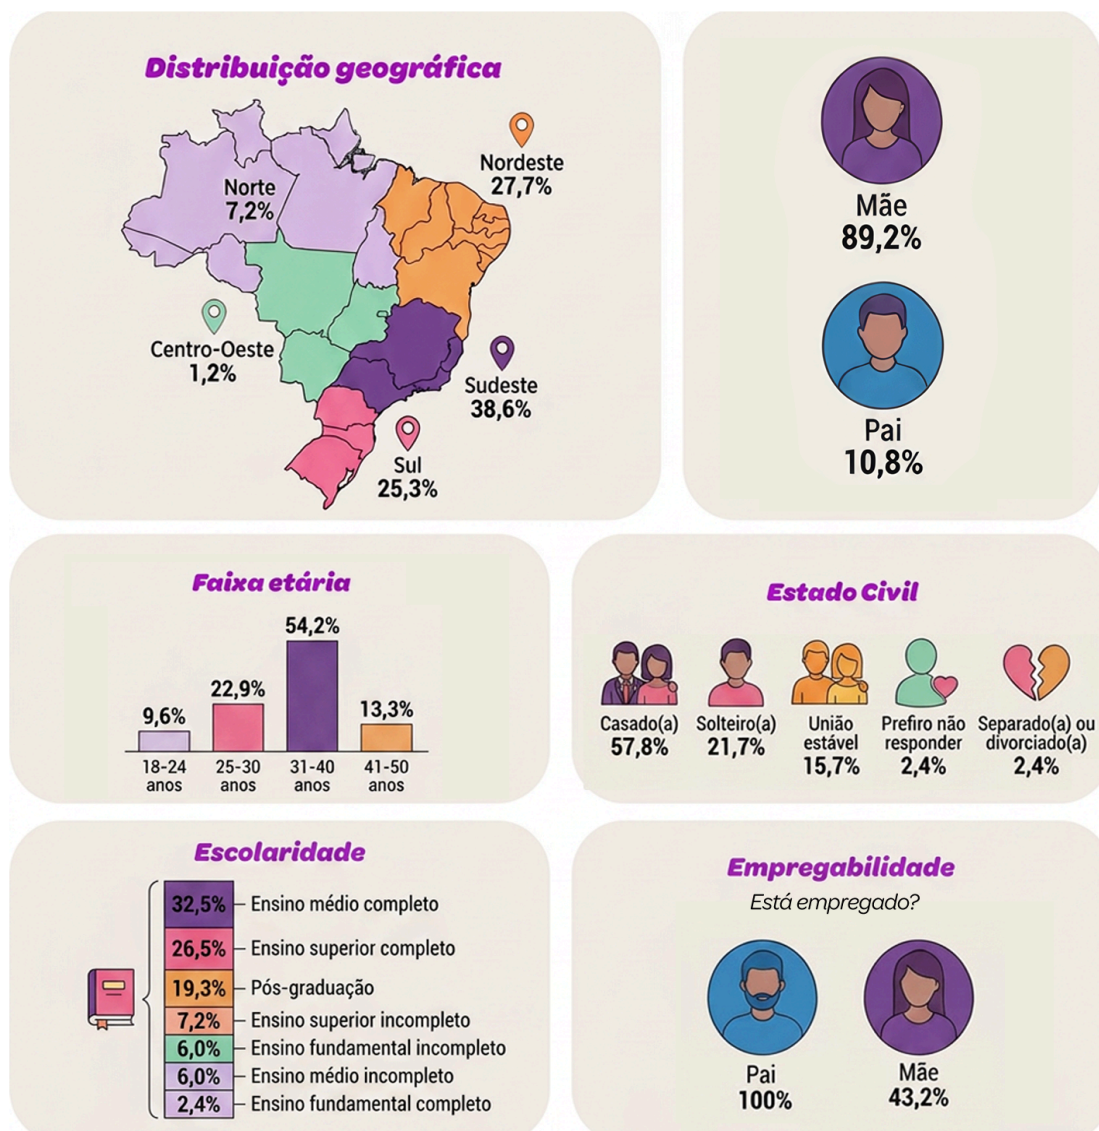 Distribuição geográfica
Nordeste
27,7%
Norte
7,2%
Centro-Oeste
1,2%
Sudeste
38,6%
Sul
25,3%
Mãe
89,2%
Pai
10,8%
Faixa etária
54,2%
22,9%
9,6%
13,3%
18-24
anos
25-30
anos
31-40
anos
41-50
anos
Estado Civil
Casado(a)
57,8%
Solteiro(a)
21,7%
União
estável
15,7%
Prefiro não
responder
2,4%
Separado(a) ou
divorciado(a)
2,4%
Escolaridade
32,5% Ensino médio completo
26,5% Ensino superior completo
19,3% Pós-graduação
7,2% Ensino superior incompleto
6,0% Ensino fundamental incompleto
6,0% Ensino médio incompleto
2,4% Ensino fundamental completo
Empregabilidade
Está empregado?
Pai
100%
Mãe
43,2%